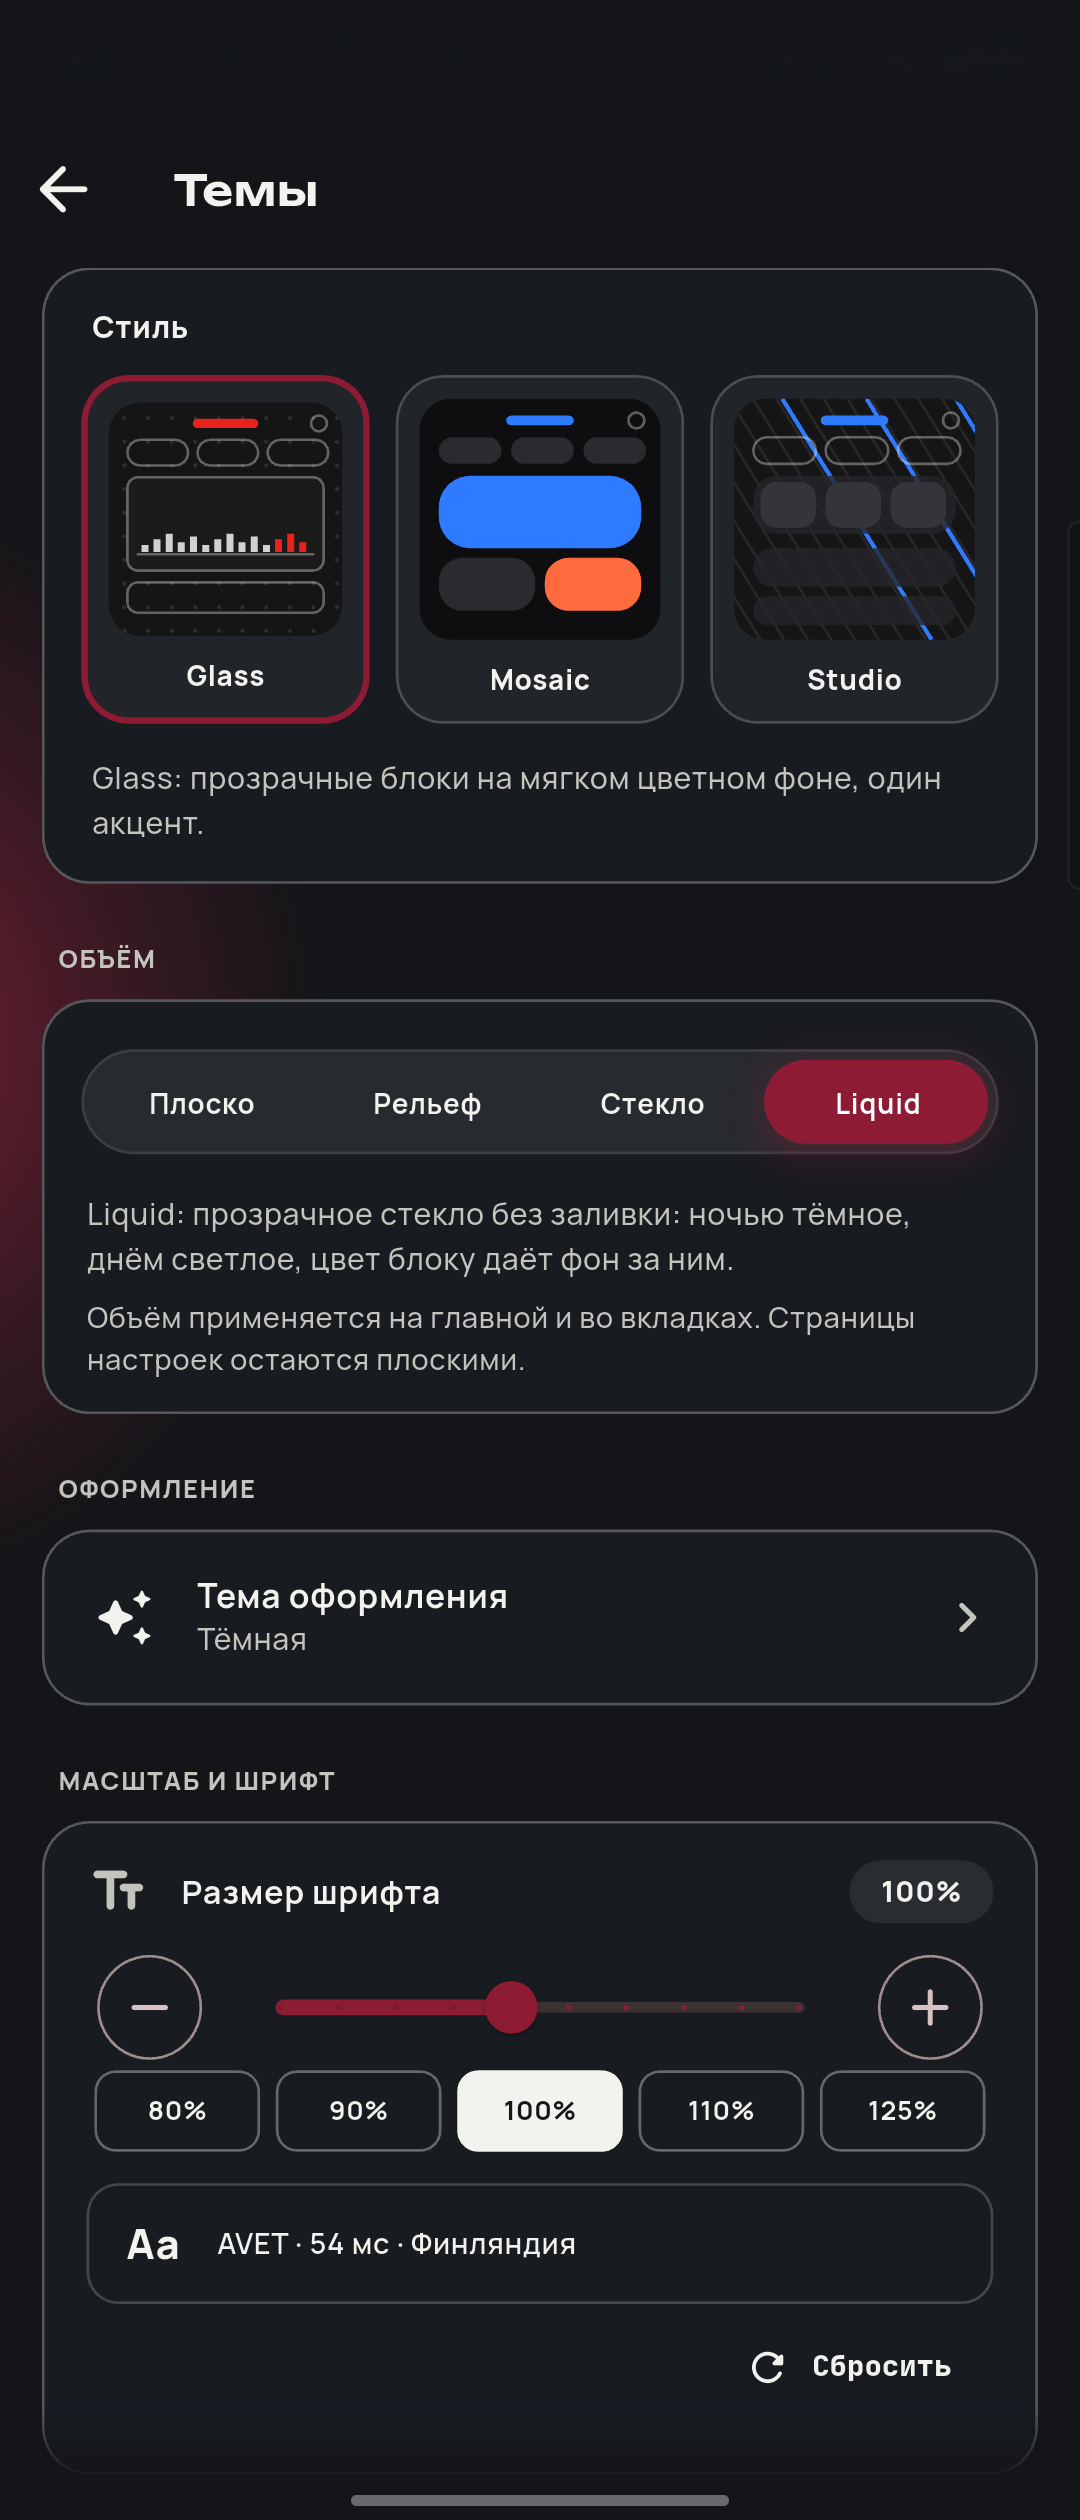 Темы
Стиль
Glass
Mosaic
Studio
Glass: прозрачные блоки на мягком цветном фоне, один
акцент.
ОБЪЁМ
Плоско
Рельеф
Стекло
Liquid
Liquid: прозрачное стекло без заливки: ночью тёмное,
днём светлое, цвет блоку даёт фон за ним.
Объём применяется на главной и во вкладках. Страницы
настроек остаются плоскими.
ОФОРМЛЕНИЕ
Тема оформления
Тёмная
МАСШТАБ И ШРИФТ
Размер шрифта
100%
80%
90%
100%
110%
125%
Aa
AVET · 54 мс · Финляндия
Сбросить